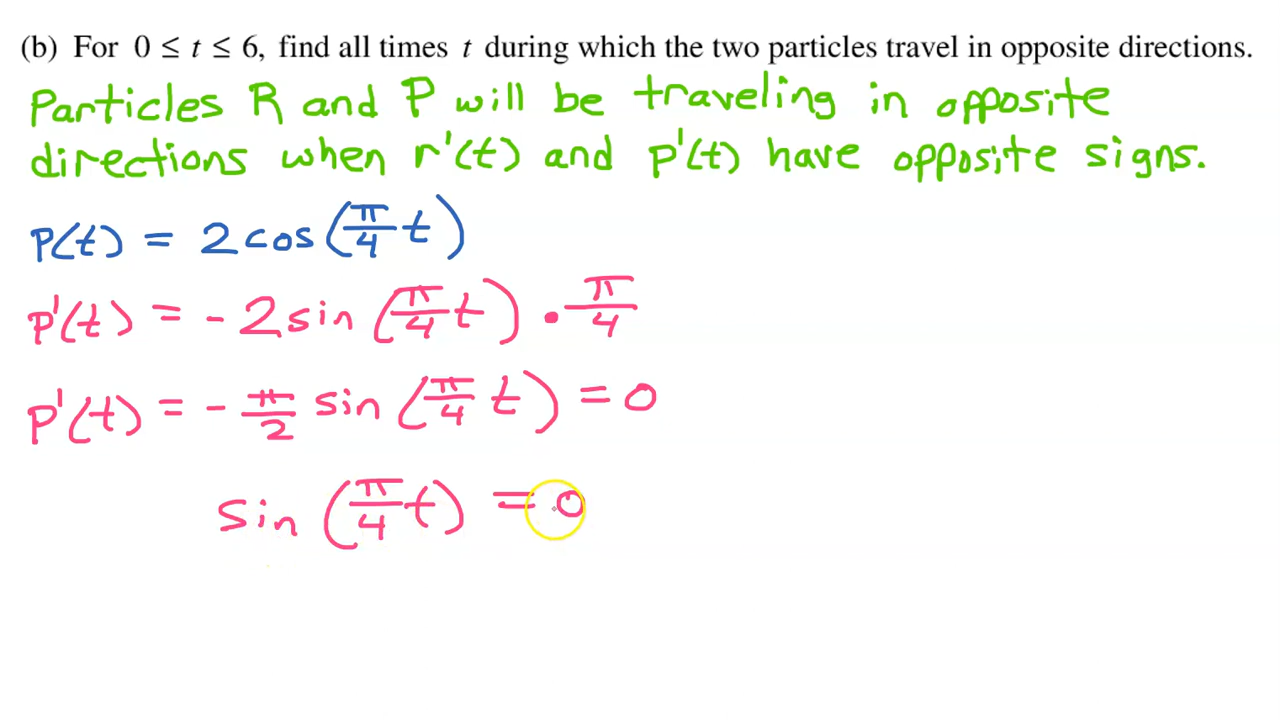 (b) For 0 ≤ t ≤ 6, find all times t during which the two particles travel in opposite directions.
Particles R and P will be traveling in opposite
directions when r'(t) and p'(t) have opposite signs.
P(t) = 2cos(π/4 t)
p'(t) = -2sin(π/4 t) • π/4
p'(t) = -π/2 sin(π/4 t) = 0
sin(π/4 t) = 0